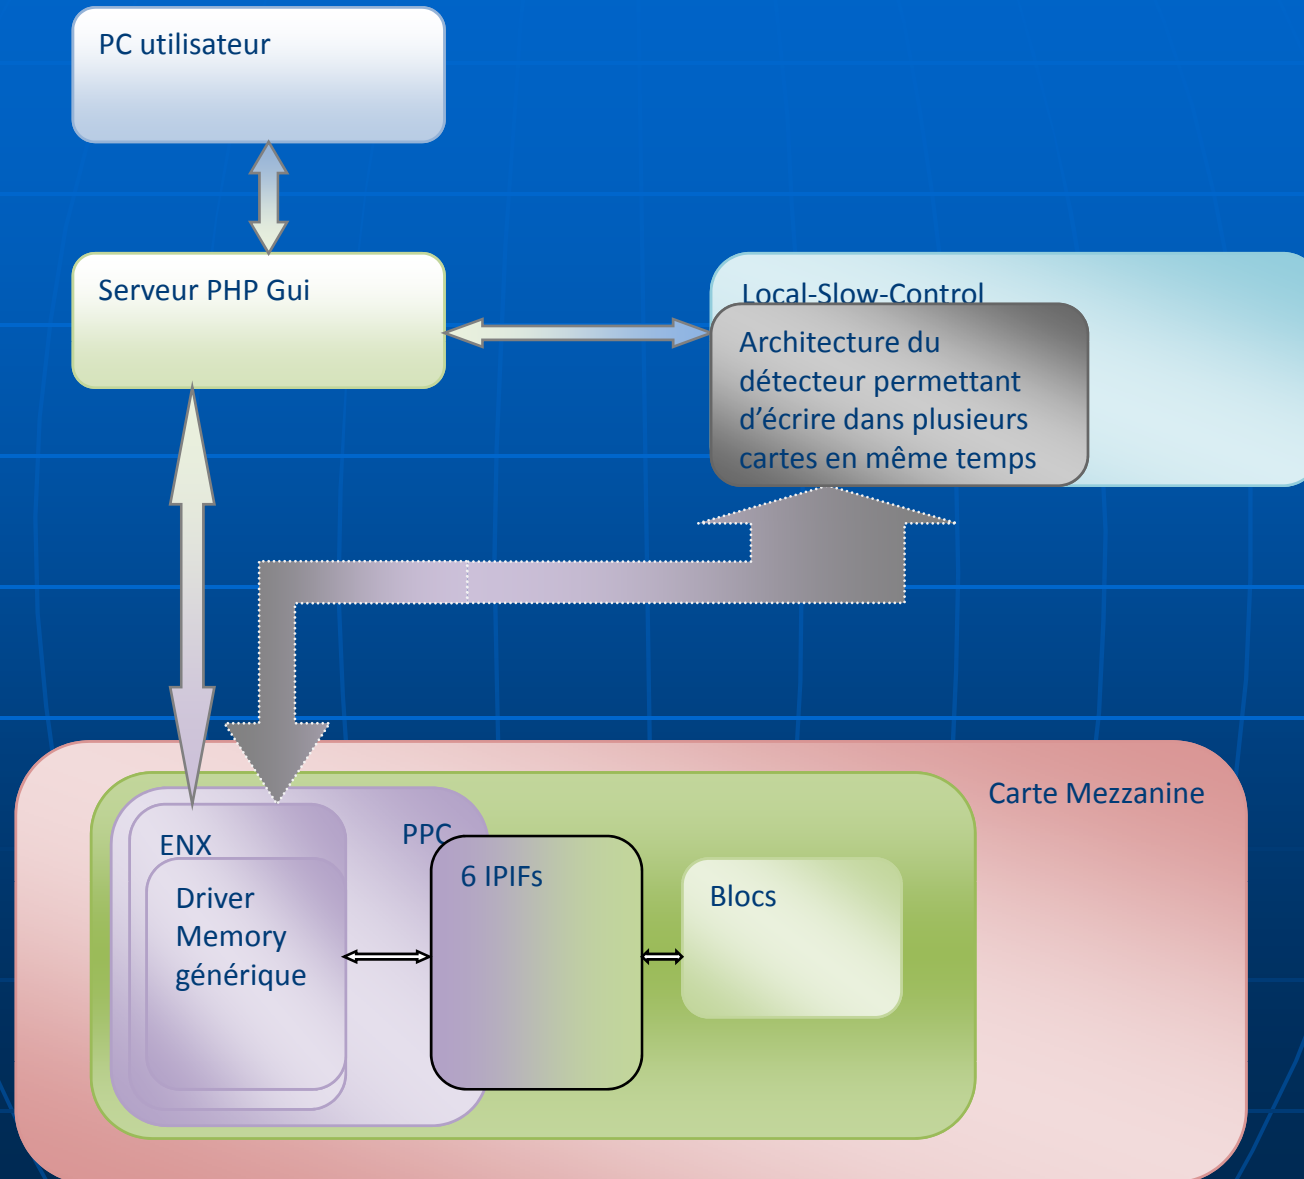 PC utilisateur
Serveur PHP Gui
Local-Slow-Control
Architecture du
détecteur permettant
d’écrire dans plusieurs
cartes en même temps
Carte Mezzanine
ENX
PPC
6 IPIFs
Driver
Memory
générique
Blocs